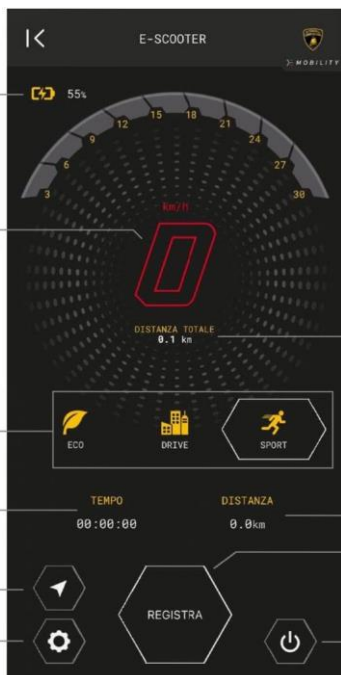 E-SCOOTER
MOBILITY
55%
3
6
9
12
15
18
21
24
27
30
km/h
0
DISTANZA TOTALE
0.1 km
ECO
DRIVE
SPORT
TEMPO
DISTANZA
00:00:00
0.0km
REGISTRA